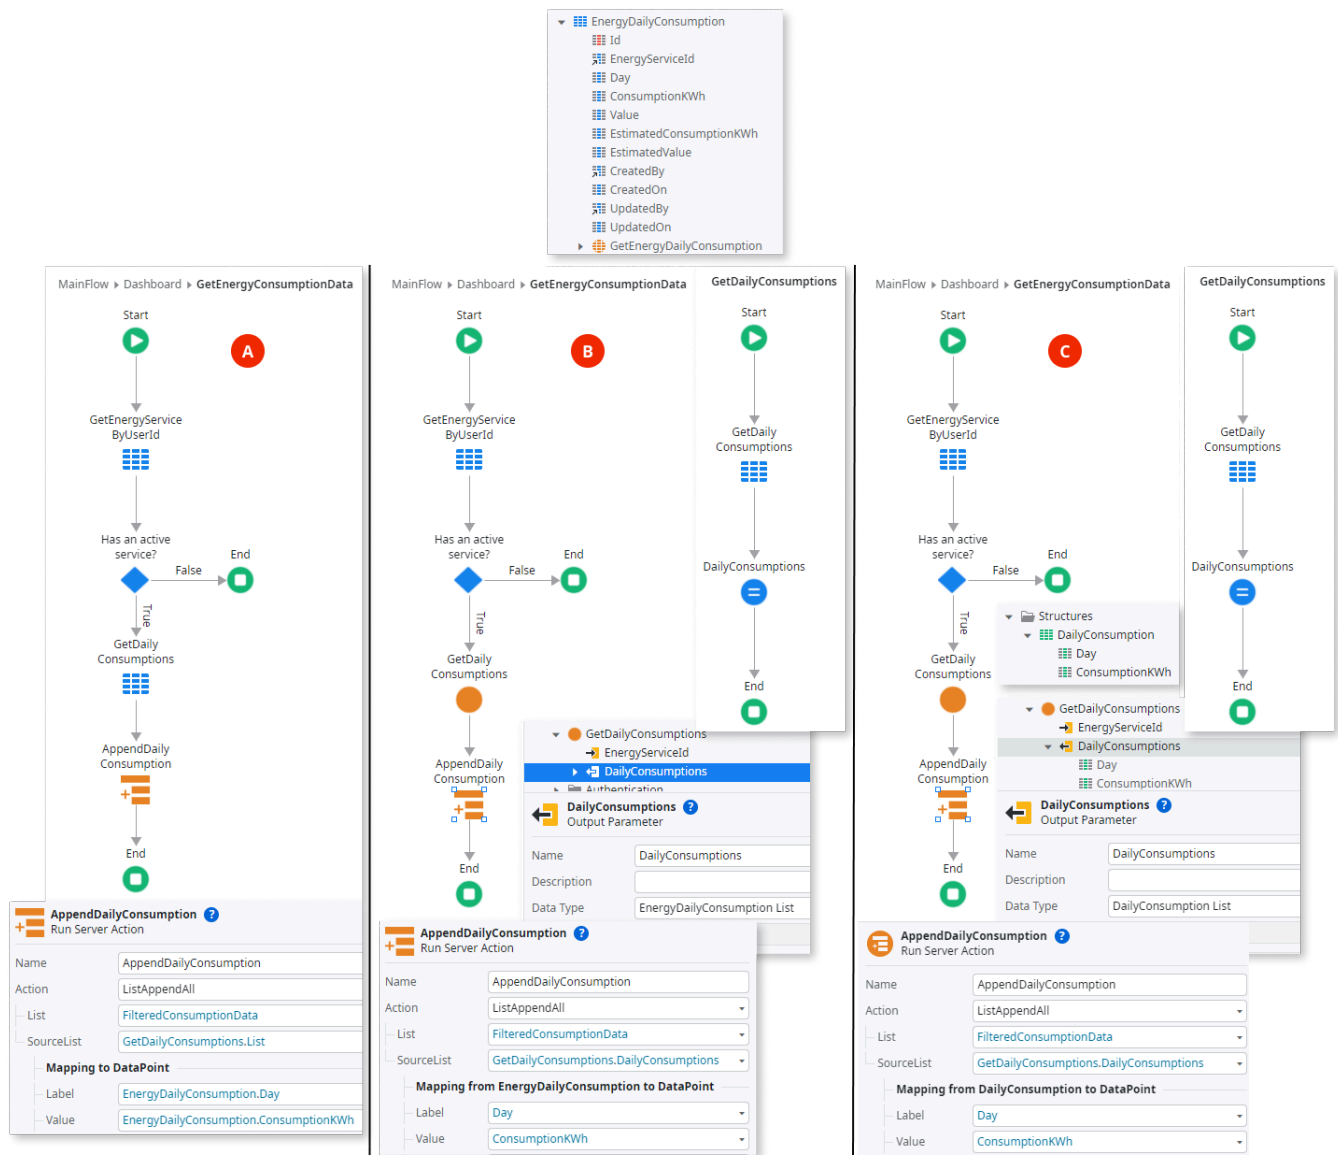 EnergyDailyConsumption
Id
EnergyServiceId
Day
ConsumptionKWh
Value
EstimatedConsumptionKWh
EstimatedValue
CreatedBy
CreatedOn
UpdatedBy
UpdatedOn
GetEnergyDailyConsumption
MainFlow Dashboard GetEnergyConsumptionData
Start
A
GetEnergyService
ByUserId
Has an active
service?
End
False
True
GetDaily
Consumptions
AppendDaily
Consumption
End
AppendDailyConsumption ?
Run Server Action
Name AppendDailyConsumption
Action ListAppendAll
List FilteredConsumptionData
SourceList GetDailyConsumptions.List
Mapping to DataPoint
Label EnergyDailyConsumption.Day
Value EnergyDailyConsumption.ConsumptionKWh
MainFlow Dashboard GetEnergyConsumptionData
Start
B
GetEnergyService
ByUserId
Has an active
service?
End
False
True
GetDaily
Consumptions
AppendDaily
Consumption
End
GetDailyConsumptions
Start
GetDaily
Consumptions
DailyConsumptions
End
GetDailyConsumptions
EnergyServiceId
DailyConsumptions
Authentication
DailyConsumptions ?
Output Parameter
Name DailyConsumptions
Description
Data Type EnergyDailyConsumption List
AppendDailyConsumption ?
Run Server Action
Name AppendDailyConsumption
Action ListAppendAll
List FilteredConsumptionData
SourceList GetDailyConsumptions.DailyConsumptions
Mapping from EnergyDailyConsumption to DataPoint
Label Day
Value ConsumptionKWh
MainFlow Dashboard GetEnergyConsumptionData
Start
C
GetEnergyService
ByUserId
Has an active
service?
End
False
True
GetDaily
Consumptions
AppendDaily
Consumption
End
GetDailyConsumptions
Start
GetDaily
Consumptions
DailyConsumptions
End
Structures
DailyConsumption
Day
ConsumptionKWh
GetDailyConsumptions
EnergyServiceId
DailyConsumptions
Day
ConsumptionKWh
DailyConsumptions ?
Output Parameter
Name DailyConsumptions
Description
Data Type DailyConsumption List
AppendDailyConsumption ?
Run Server Action
Name AppendDailyConsumption
Action ListAppendAll
List FilteredConsumptionData
SourceList GetDailyConsumptions.DailyConsumptions
Mapping from DailyConsumption to DataPoint
Label Day
Value ConsumptionKWh